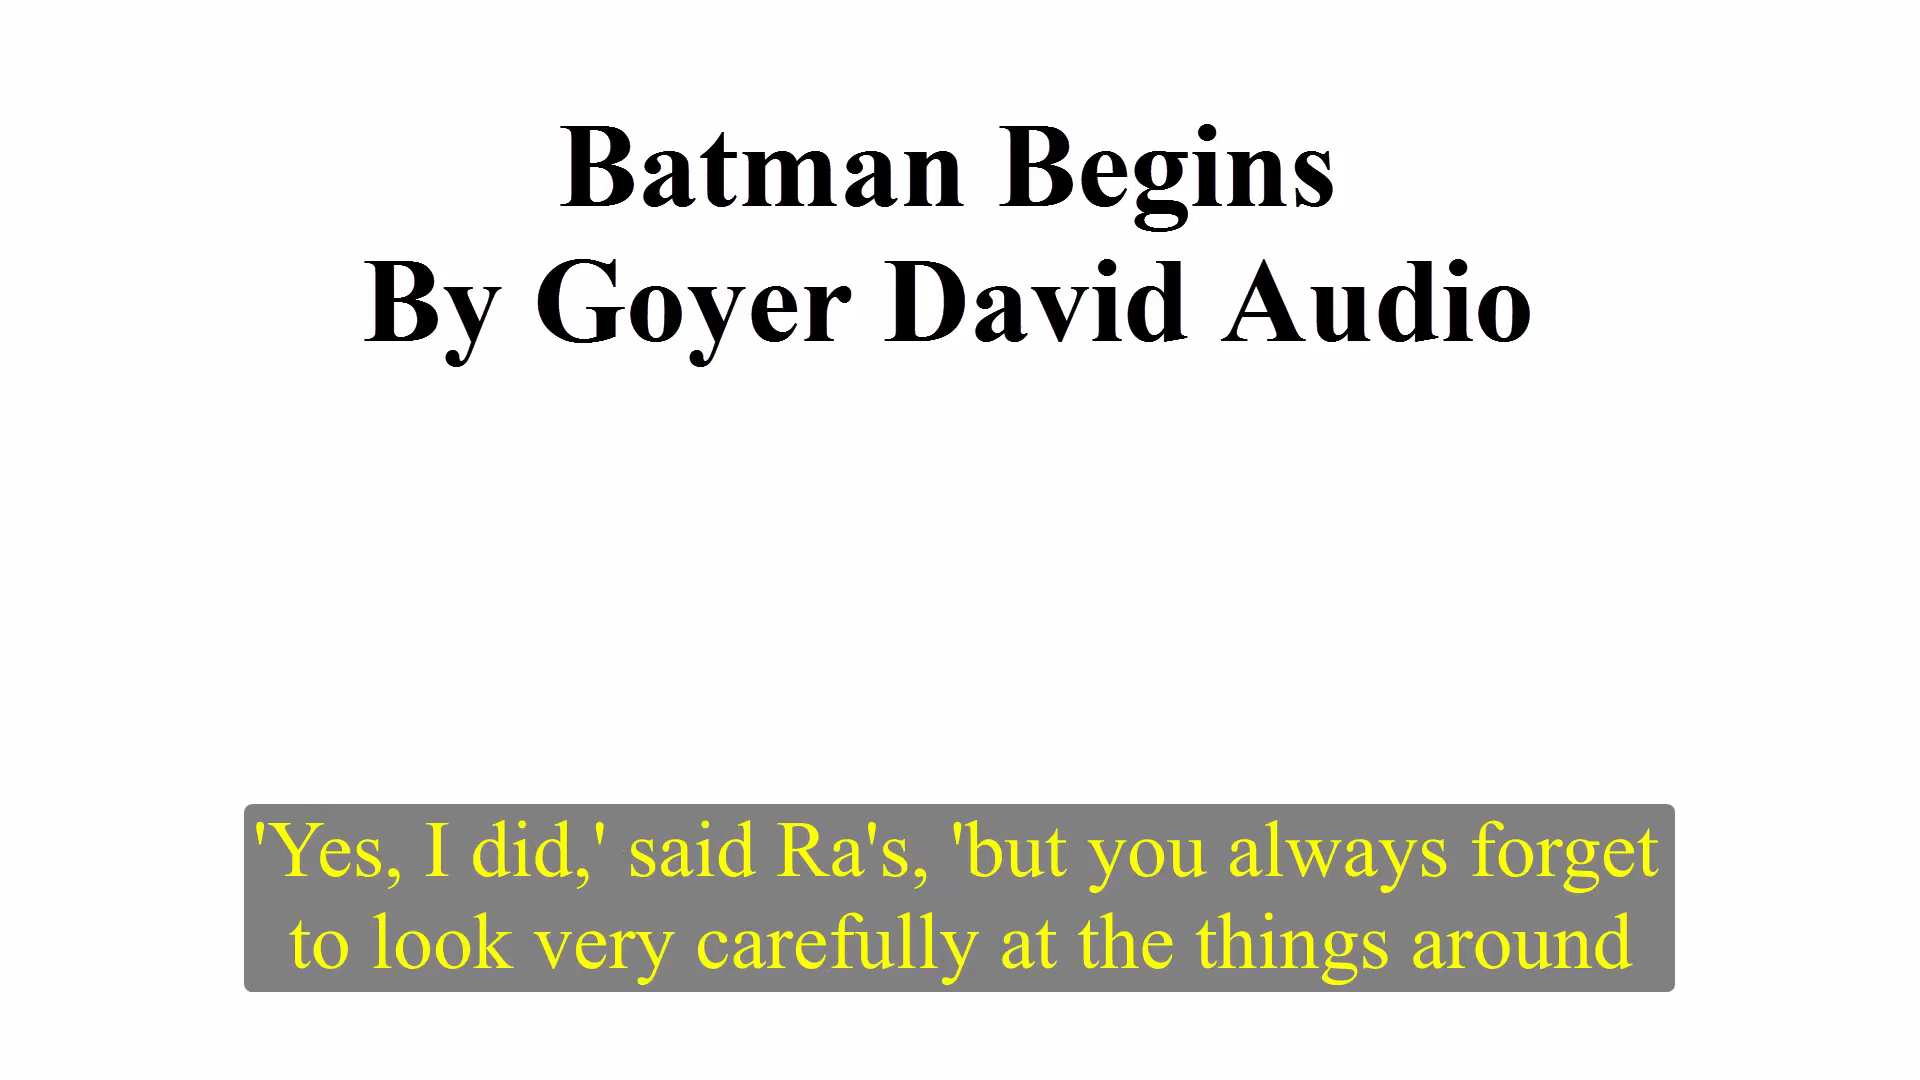 Batman Begins
By Goyer David Audio
'Yes, I did,' said Ra's, 'but you always forget
to look very carefully at the things around